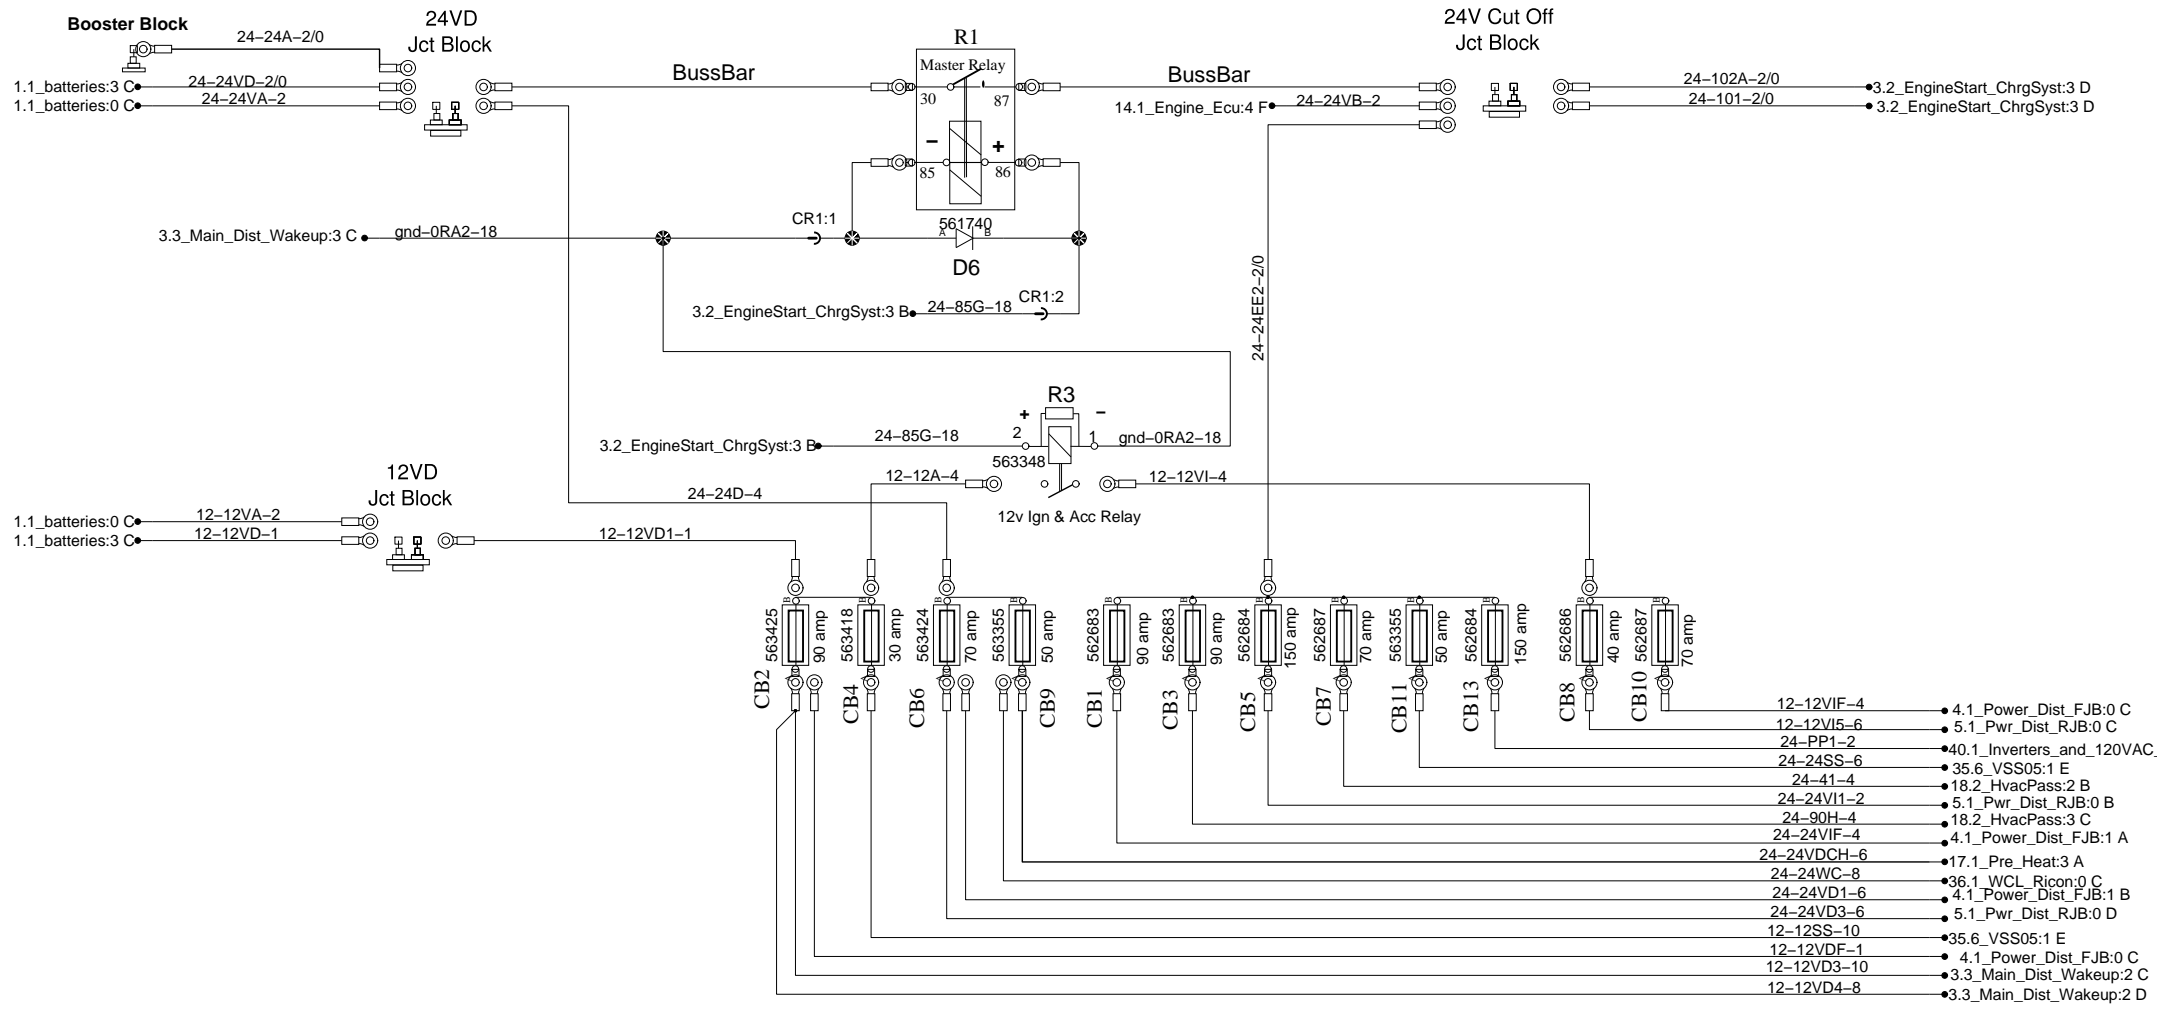 Booster Block
24VD
Jct Block
24V Cut Off
Jct Block
24–24A–2/0
R1
Master Relay
BussBar
BussBar
1.1_batteries:3 C
24–24VD–2/0
1.1_batteries:0 C
24–24VA–2
30
87
14.1_Engine_Ecu:4 F
24–24VB–2
24–102A–2/0
3.2_EngineStart_ChrgSyst:3 D
24–101–2/0
3.2_EngineStart_ChrgSyst:3 D
–
+
85
86
CR1:1
561740
A
B
3.3_Main_Dist_Wakeup:3 C
gnd–0RA2–18
D6
24–24EE2–2/0
CR1:2
3.2_EngineStart_ChrgSyst:3 B
24–85G–18
R3
+
–
3.2_EngineStart_ChrgSyst:3 B
24–85G–18
2
1
gnd–0RA2–18
563348
12–12A–4
12–12VI–4
12v Ign & Acc Relay
24–24D–4
12VD
Jct Block
1.1_batteries:0 C
12–12VA–2
1.1_batteries:3 C
12–12VD–1
12–12VD1–1
B
B
B
B
B
B
B
B
B
B
B
B
563425
90 amp
563418
30 amp
563424
70 amp
563355
50 amp
562683
90 amp
562683
90 amp
562684
150 amp
562687
70 amp
563355
50 amp
562684
150 amp
562686
40 amp
562687
70 amp
CB2
CB4
CB6
CB9
CB1
CB3
CB5
CB7
CB11
CB13
CB8
CB10
12–12VIF–4
4.1_Power_Dist_FJB:0 C
12–12VI5–6
5.1_Pwr_Dist_RJB:0 C
24–PP1–2
40.1_Inverters_and_120VAC_
24–24SS–6
35.6_VSS05:1 E
24–41–4
18.2_HvacPass:2 B
24–24VI1–2
5.1_Pwr_Dist_RJB:0 B
24–90H–4
18.2_HvacPass:3 C
24–24VIF–4
4.1_Power_Dist_FJB:1 A
24–24VDCH–6
17.1_Pre_Heat:3 A
24–24WC–8
36.1_WCL_Ricon:0 C
24–24VD1–6
4.1_Power_Dist_FJB:1 B
24–24VD3–6
5.1_Pwr_Dist_RJB:0 D
12–12SS–10
35.6_VSS05:1 E
12–12VDF–1
4.1_Power_Dist_FJB:0 C
12–12VD3–10
3.3_Main_Dist_Wakeup:2 C
12–12VD4–8
3.3_Main_Dist_Wakeup:2 D